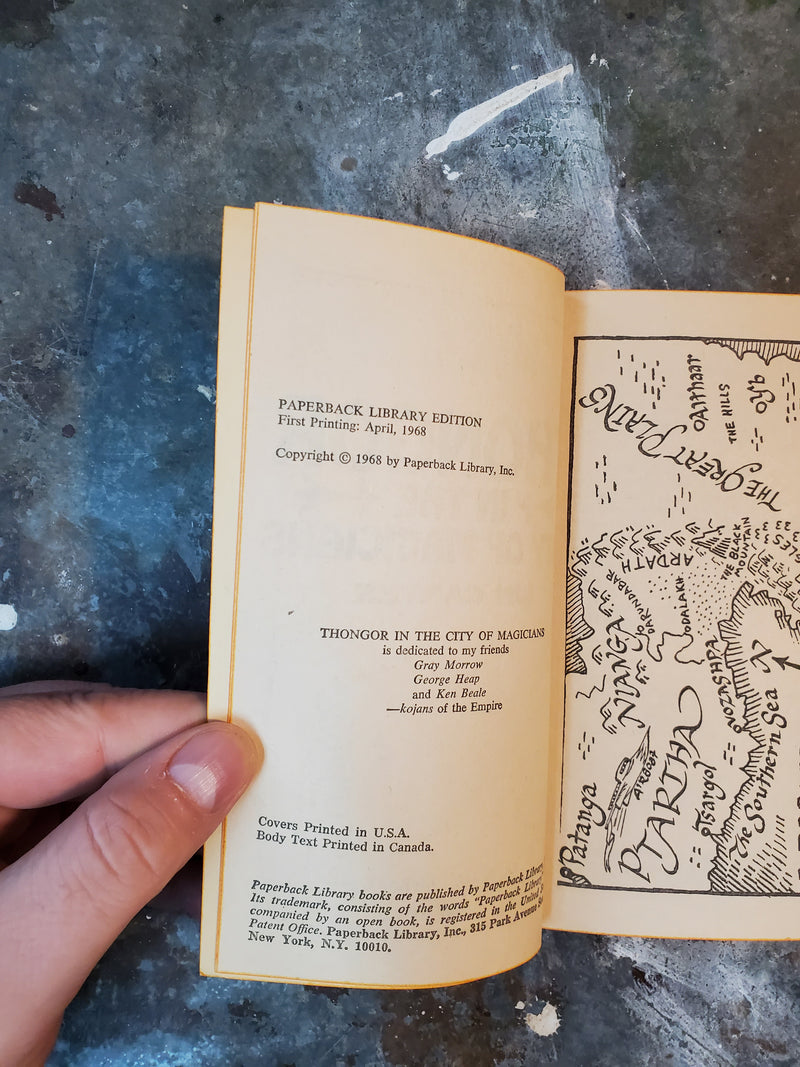 PAPERBACK LIBRARY EDITION
First Printing: April, 1968
Copyright © 1968 by Paperback Library, Inc.
THONGOR IN THE CITY OF MAGICIANS
is dedicated to my friends
Gray Morrow
George Heap
and Ken Beale
—kojans of the Empire
Covers Printed in U.S.A.
Body Text Printed in Canada.
Paperback Library books are published by Paperback Library,
Its trademark, consisting of the words "Paperback Library
companied by an open book, is registered in the United
Patent Office. Paperback Library, Inc., 315 Park Avenue
New York, N.Y. 10010.
THE GREAT PLAINS
Althaar
THE HILLS
ARDATH
THE BLACK
MOUNTAIN
NIANGA
DALAKH
NOZASHPA
N
AIRBOAT
PTARTHA
Patanga
Tsargol
The Southern Sea